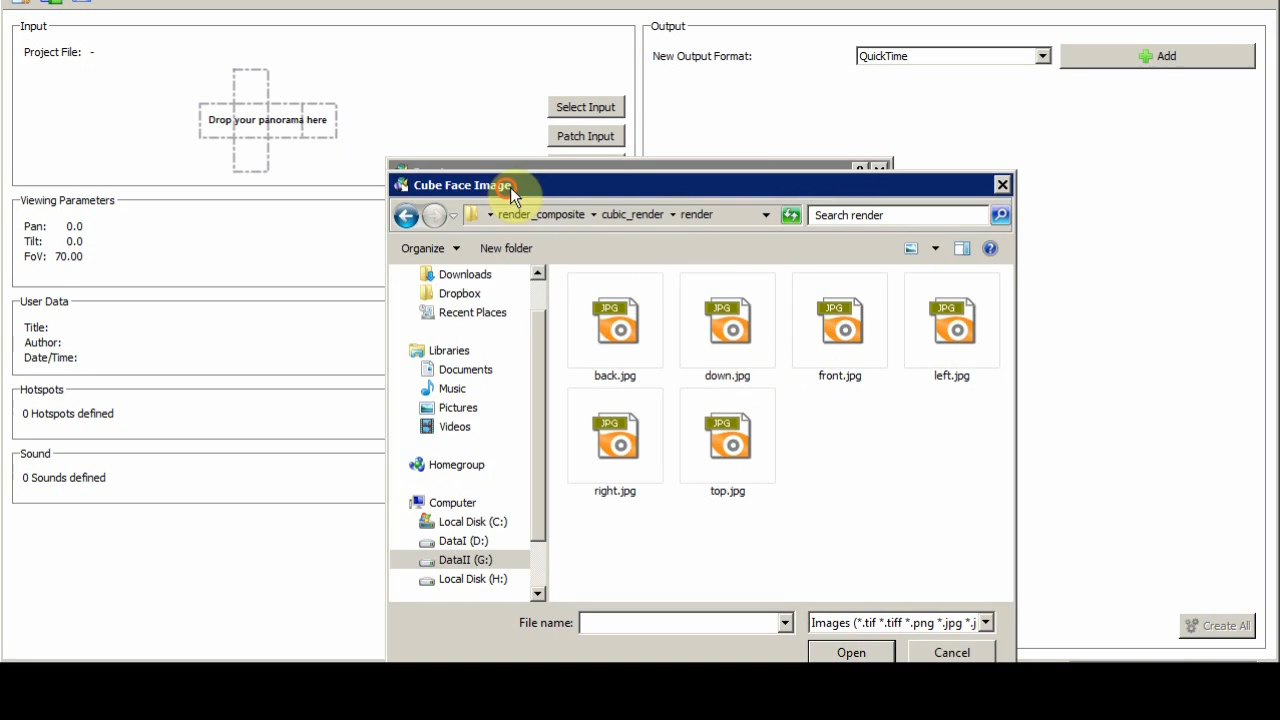 Input
Project File: -
Drop your panorama here
Select Input
Patch Input
Viewing Parameters
Pan: 0.0
Tilt: 0.0
FoV: 70.00
User Data
Title:
Author:
Date/Time:
Hotspots
0 Hotspots defined
Sound
0 Sounds defined
Output
New Output Format: QuickTime Add
Create All
Cube Face Image
render_composite cubic_render render
Search render
Organize New folder
Downloads
Dropbox
Recent Places
Libraries
Documents
Music
Pictures
Videos
Homegroup
Computer
Local Disk (C:)
DataI (D:)
DataII (G:)
Local Disk (H:)
JPG JPG JPG JPG
back.jpg down.jpg front.jpg left.jpg
JPG JPG
right.jpg top.jpg
File name:
Images (*.tif *.tiff *.png *.jpg *.j
Open Cancel